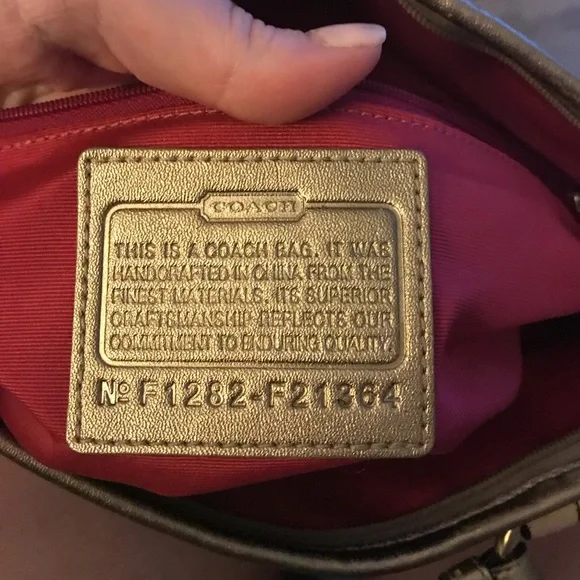 COACH
THIS IS A COACH BAG. IT WAS
HANDCRAFTED IN CHINA FROM THE
FINEST MATERIALS. ITS SUPERIOR
CRAFTSMANSHIP REFLECTS OUR
COMMITMENT TO ENDURING QUALITY.
No F1282-F21364